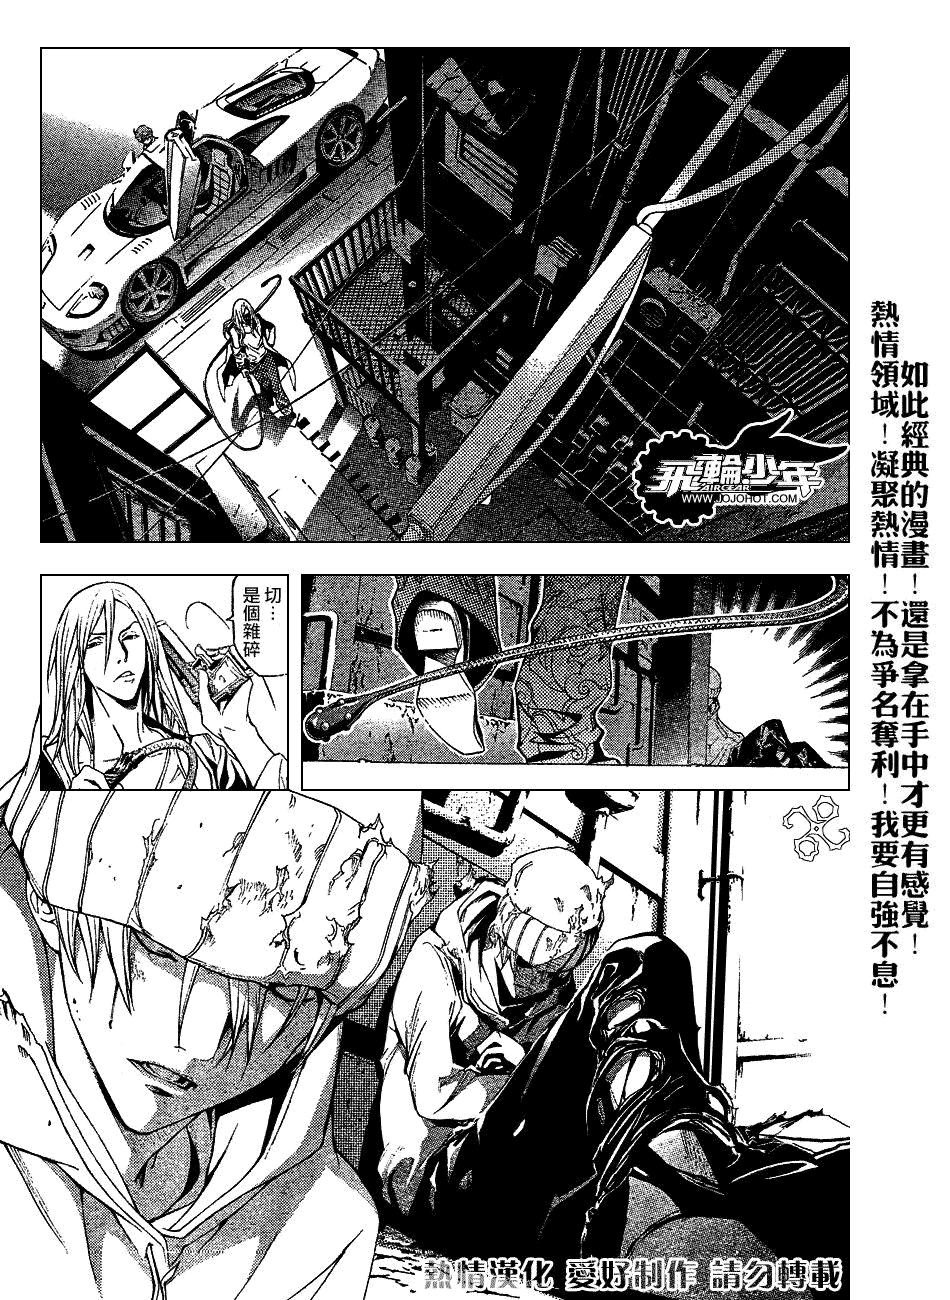 如此經典的漫畫！還是拿在手中才更有感覺！
熱情領域！凝聚熱情！不為爭名奪利！我要自強不息！
飛輪少年
AIRGEAR
WWW.JOJOHOT.COM
切…
是個雜碎
熱情漢化 愛好制作 請勿轉載